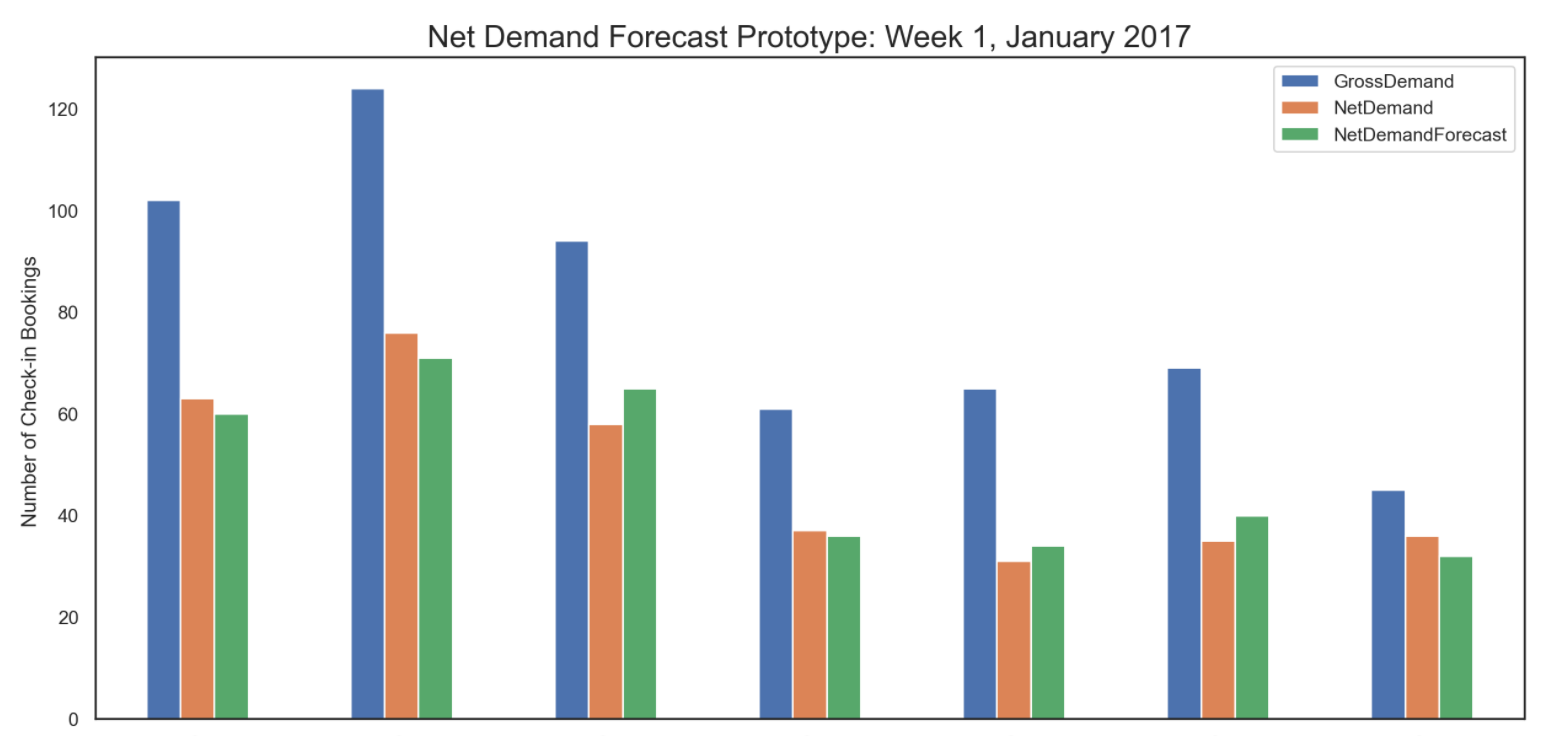 Net Demand Forecast Prototype: Week 1, January 2017
GrossDemand
NetDemand
NetDemandForecast
Number of Check-in Bookings
120
100
80
60
40
20
0